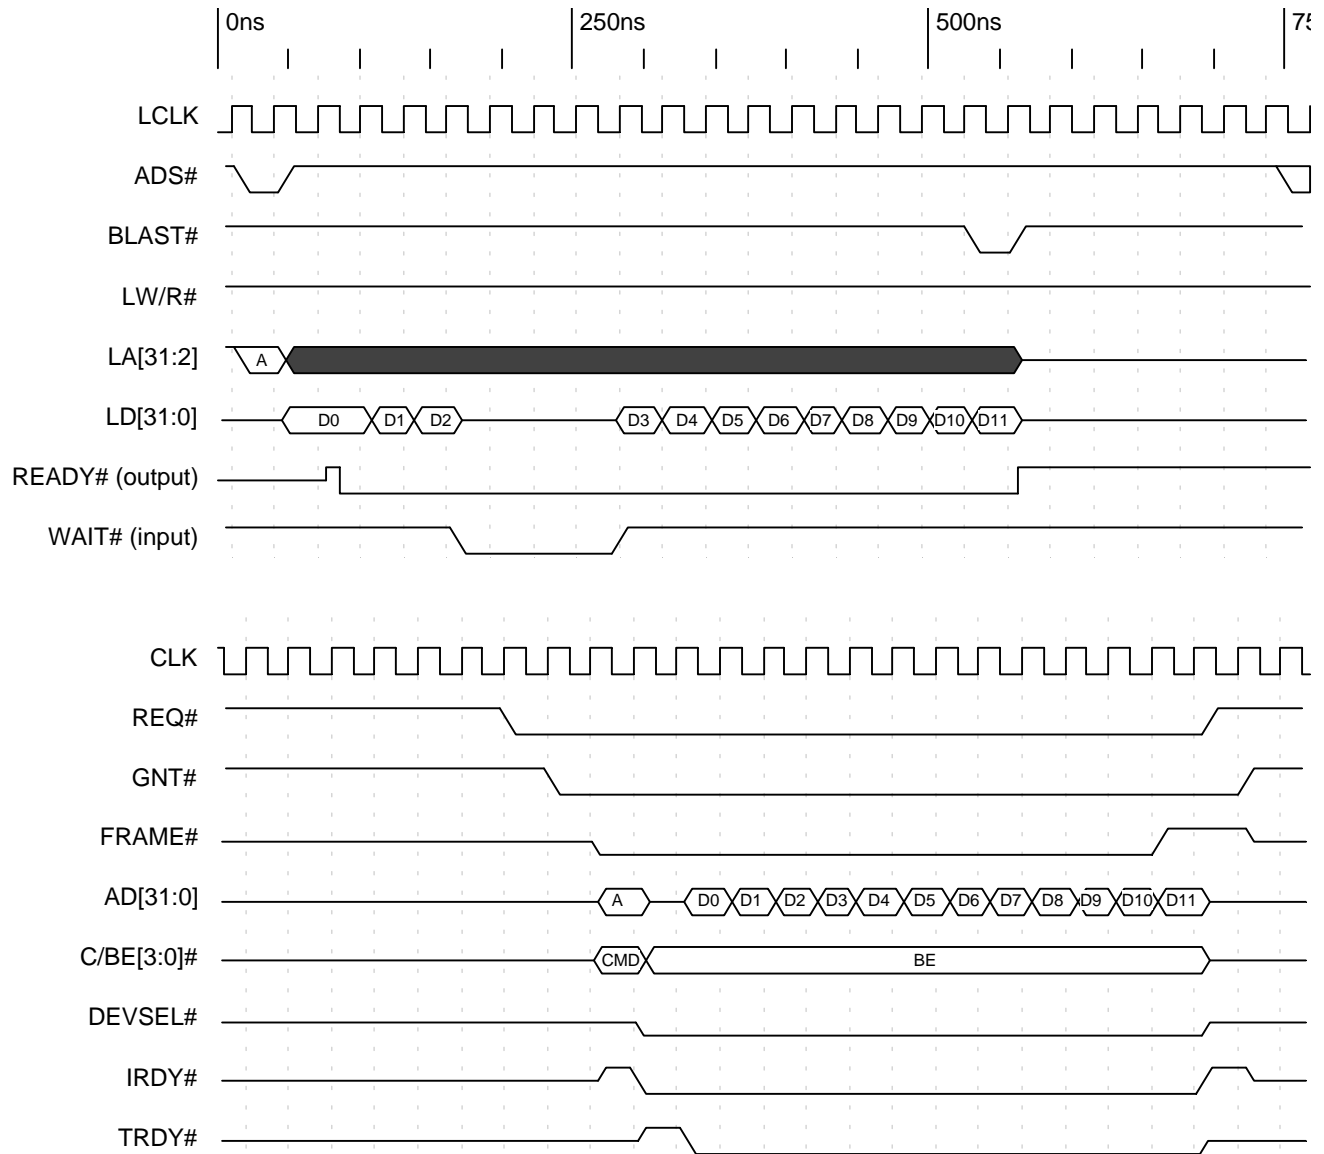 0ns 250ns 500ns 75
LCLK
ADS#
BLAST#
LW/R#
LA[31:2] A
LD[31:0] D0 D1 D2 D3 D4 D5 D6 D7 D8 D9 D10 D11
READY# (output)
WAIT# (input)
CLK
REQ#
GNT#
FRAME#
AD[31:0] A D0 D1 D2 D3 D4 D5 D6 D7 D8 D9 D10 D11
C/BE[3:0]# CMD BE
DEVSEL#
IRDY#
TRDY#